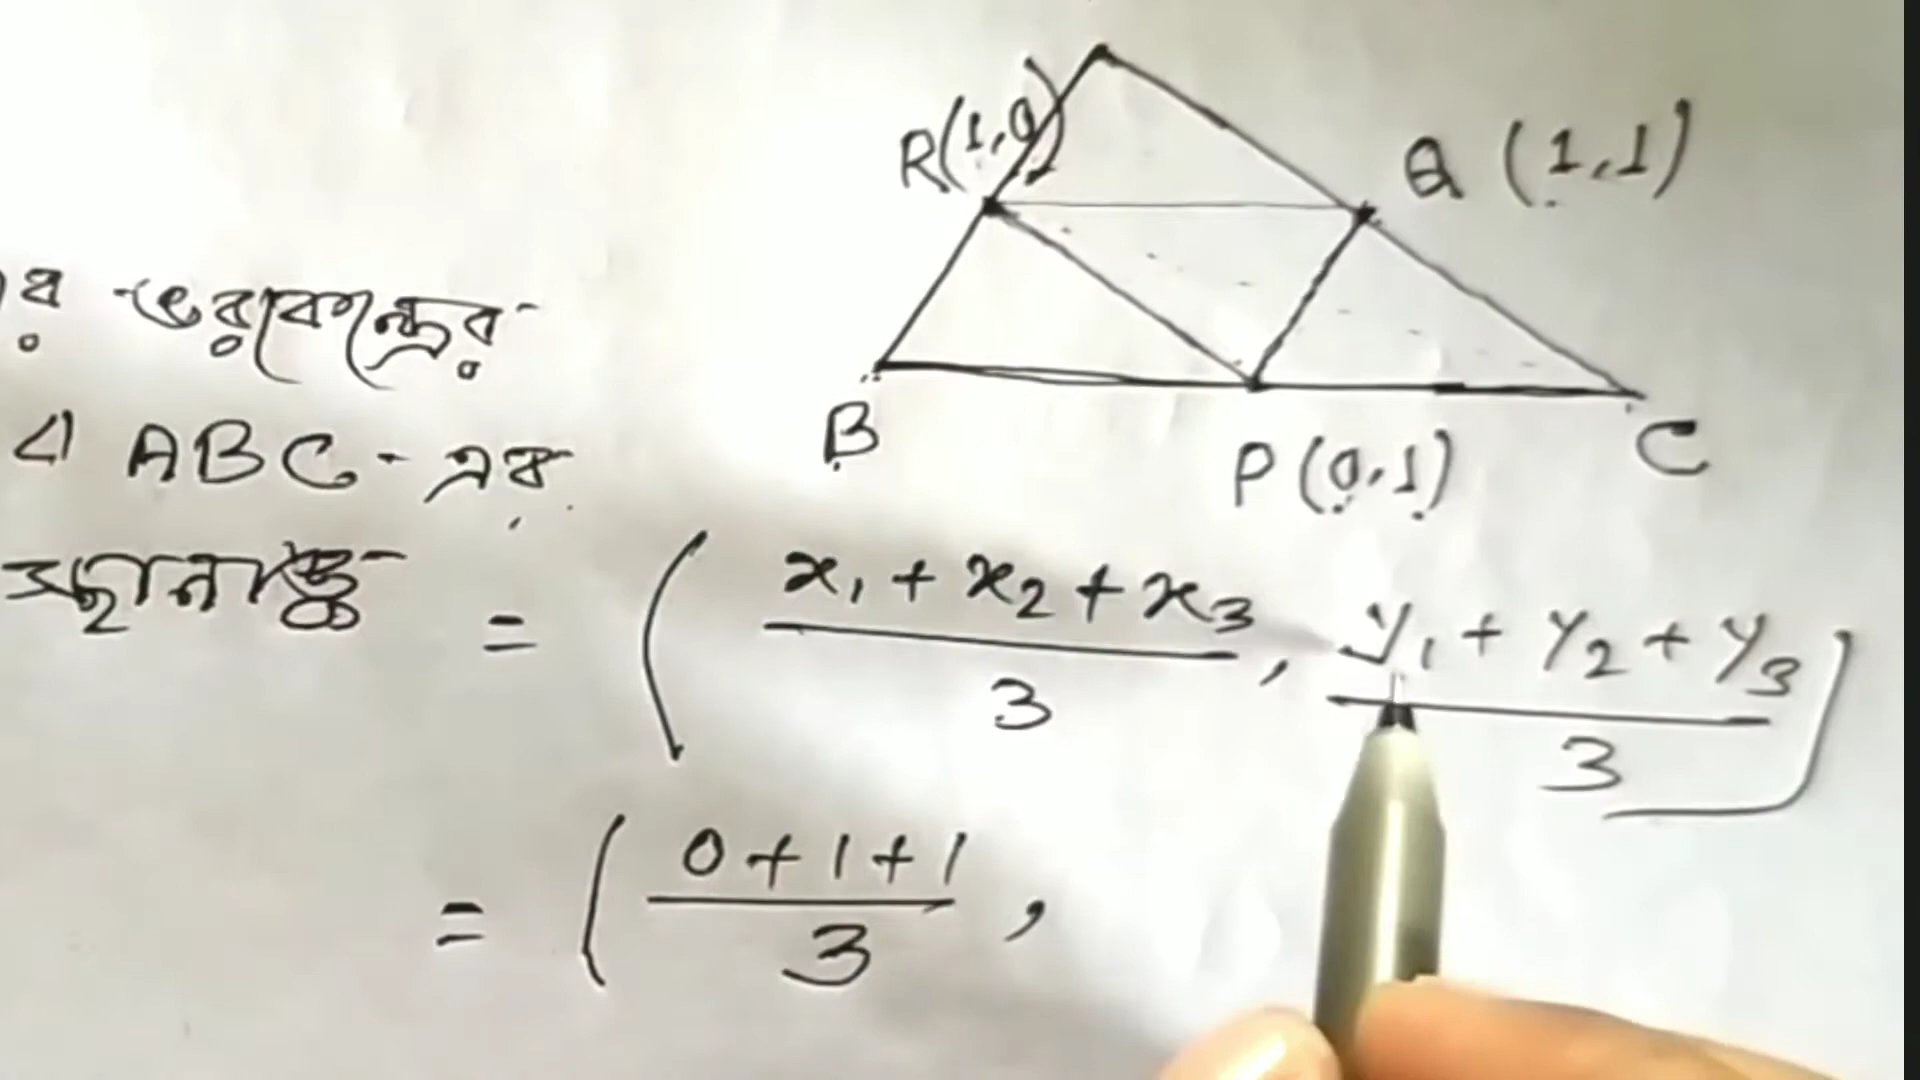 R(1,0)
Q (1,1)
র ভরকেন্দ্রের
B
C
P(0,1)
Δ ABC-এর
স্থানাঙ্ক = ( x₁ + x₂ + x₃ / 3 , y₁ + y₂ + y₃ / 3 )
= ( 0 + 1 + 1 / 3 ,